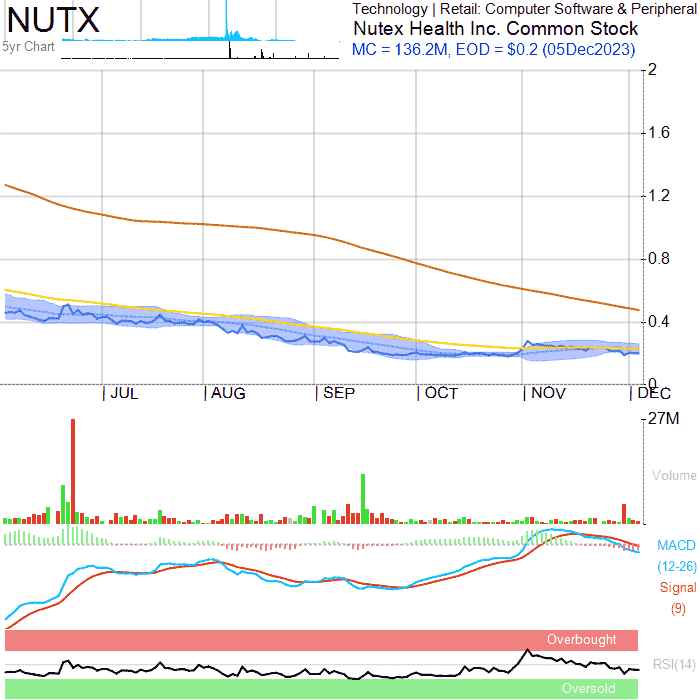 NUTX
Technology | Retail: Computer Software & Peripheral
Nutex Health Inc. Common Stock
5yr Chart
MC = 136.2M, EOD = $0.2 (05Dec2023)
2
1.6
1.2
0.8
0.4
0
| JUL | AUG | SEP | OCT | NOV | DEC
27M
Volume
MACD
(12-26)
Signal
(9)
Overbought
RSI(14)
Oversold